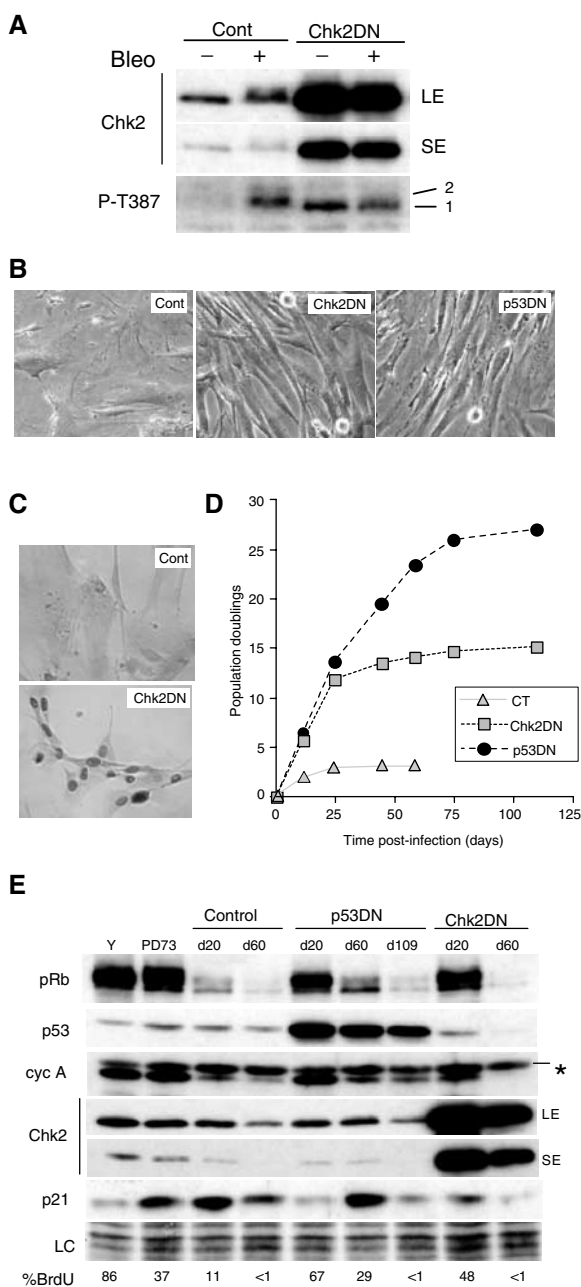 A
Cont Chk2DN
Bleo − + − +
Chk2
LE
SE
P-T387
2
1
B
Cont
Chk2DN
p53DN
C
Cont
Chk2DN
D
Population doublings
30
25
20
15
10
5
0
0 25 50 75 100 125
Time post-infection (days)
CT
Chk2DN
p53DN
E
Control p53DN Chk2DN
Y PD73 d20 d60 d20 d60 d109 d20 d60
pRb
p53
cyc A
*
Chk2
LE
SE
p21
LC
%BrdU 86 37 11 <1 67 29 <1 48 <1